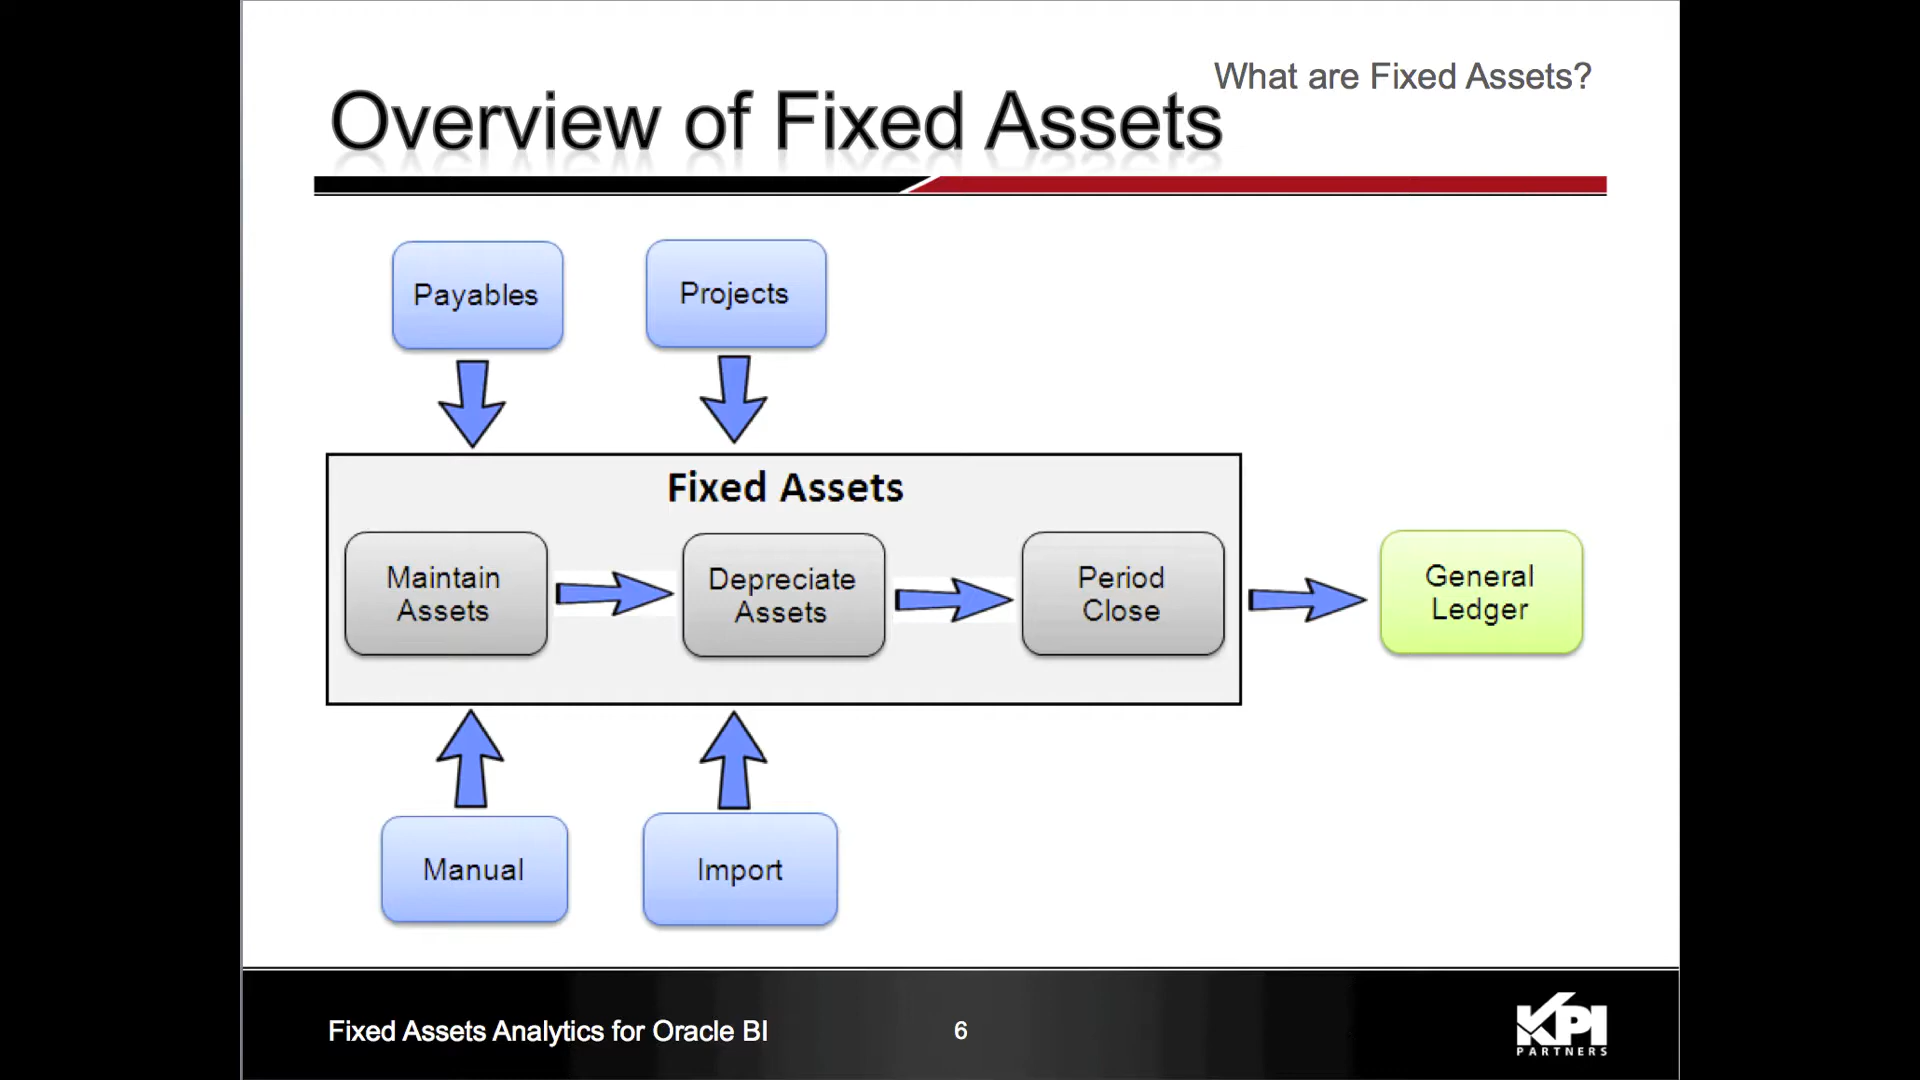 What are Fixed Assets?
Overview of Fixed Assets
Payables
Projects
Fixed Assets
Maintain
Assets
Depreciate
Assets
Period
Close
General
Ledger
Manual
Import
Fixed Assets Analytics for Oracle BI
6
KPI
PARTNERS